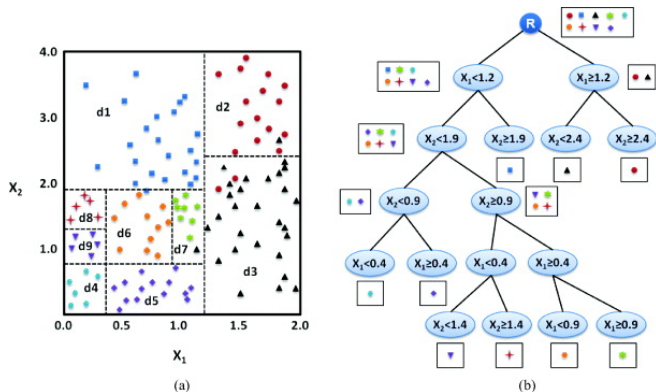 R
X1<1.2
X1≥1.2
X2<1.9
X2≥1.9
X2<2.4
X2≥2.4
X2<0.9
X2≥0.9
X1<0.4
X1≥0.4
X1<0.4
X1≥0.4
X2<1.4
X2≥1.4
X1<0.9
X1≥0.9
(b)
4.0
3.0
X2
2.0
1.0
0.0
0.5
1.0
1.5
2.0
X1
d1
d2
d8
d6
d9
d7
d3
d4
d5
(a)